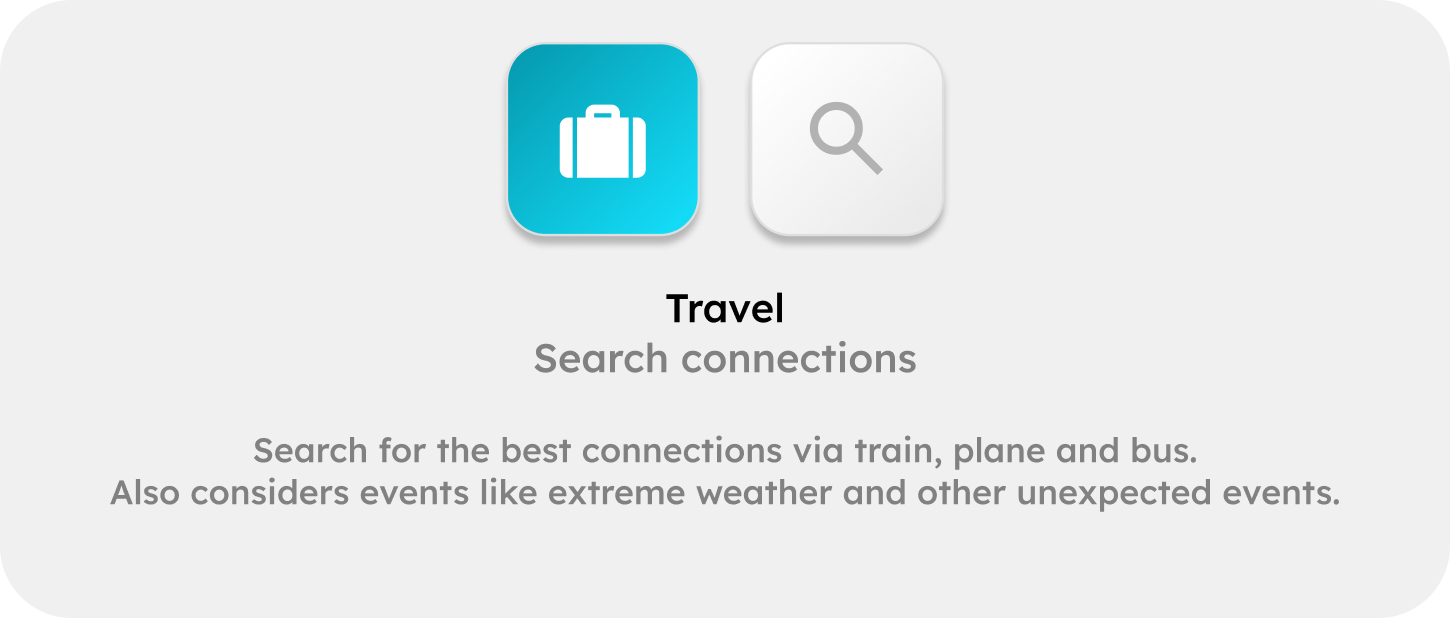 Travel
Search connections
Search for the best connections via train, plane and bus.
Also considers events like extreme weather and other unexpected events.